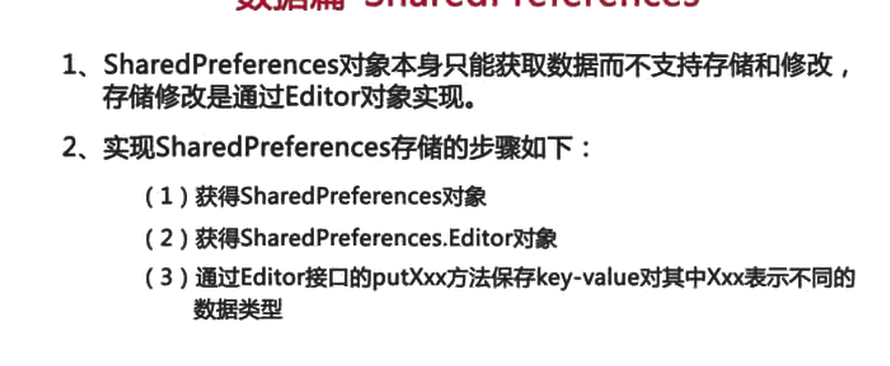 数据篇 SharedPreferences
1、SharedPreferences对象本身只能获取数据而不支持存储和修改，
存储修改是通过Editor对象实现。
2、实现SharedPreferences存储的步骤如下：
（1）获得SharedPreferences对象
（2）获得SharedPreferences.Editor对象
（3）通过Editor接口的putXxx方法保存key-value对其中Xxx表示不同的
数据类型